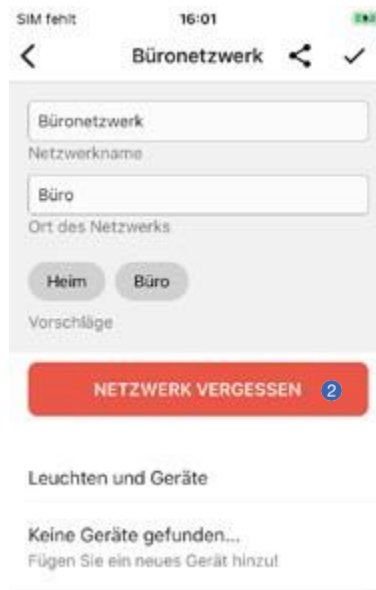 SIM fehlt 16:01
Büronetzwerk
Büronetzwerk
Netzwerkname
Büro
Ort des Netzwerks
Heim Büro
Vorschläge
NETZWERK VERGESSEN 2
Leuchten und Geräte
Keine Geräte gefunden...
Fügen Sie ein neues Gerät hinzu!